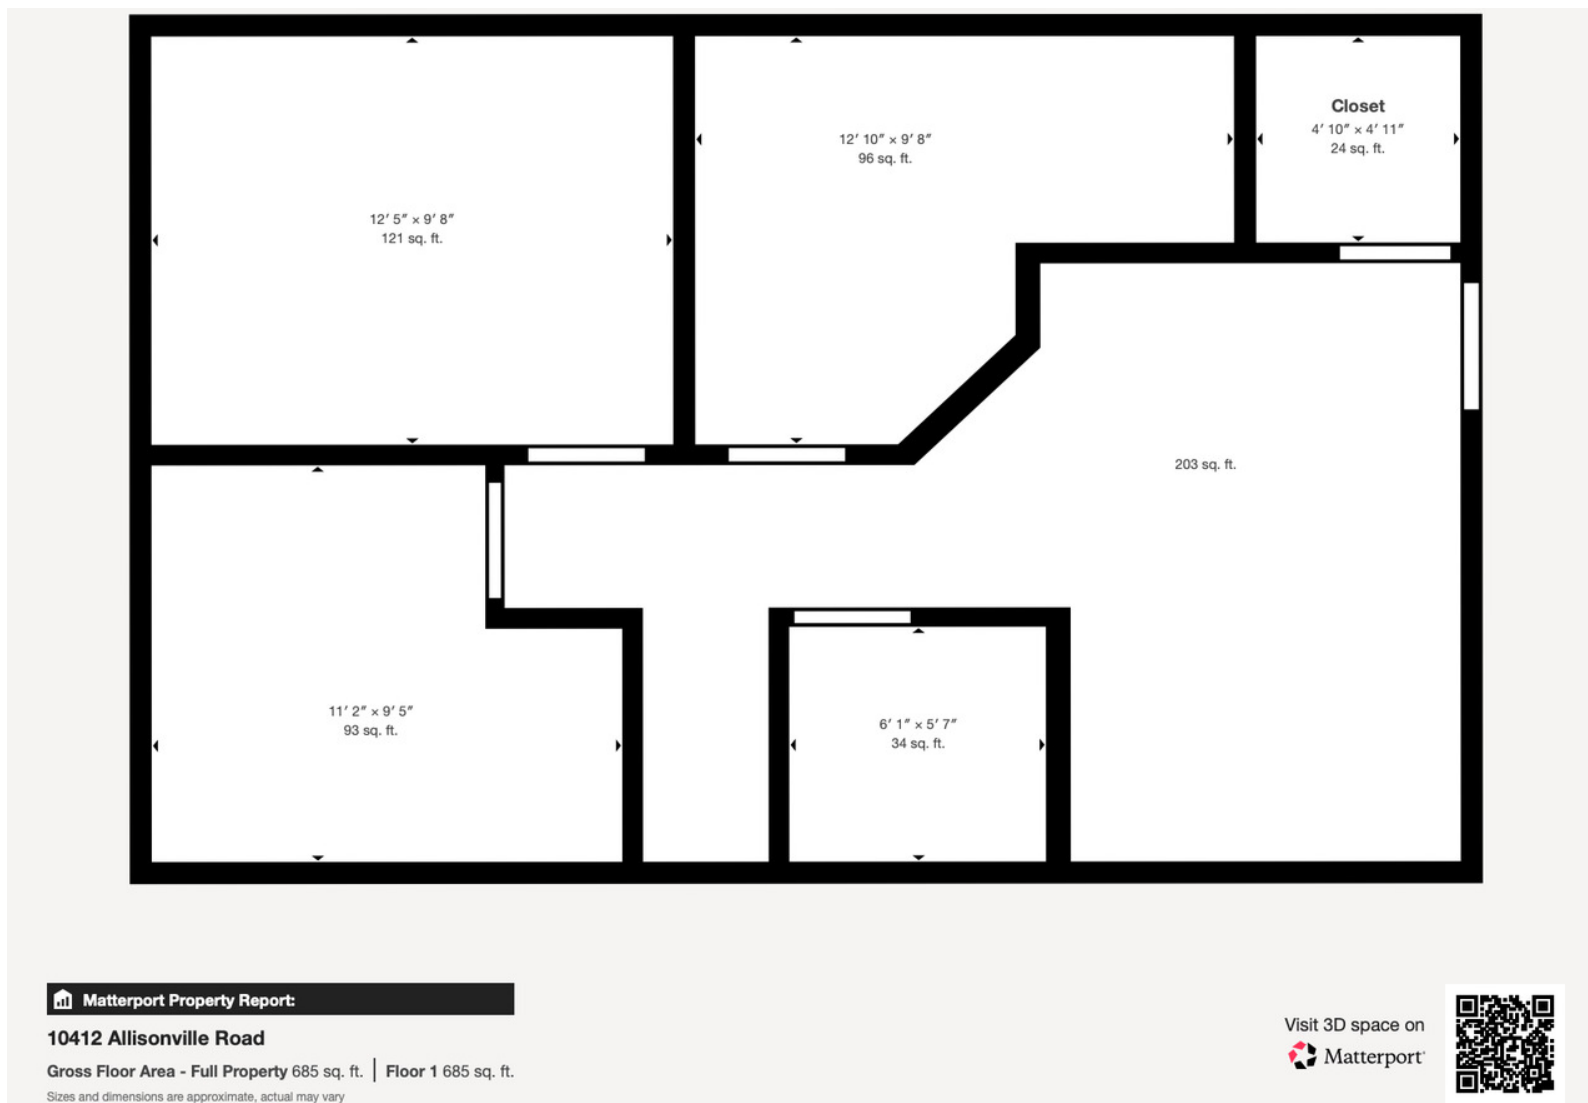 Closet
4' 10" × 4' 11"
24 sq. ft.
12' 10" × 9' 8"
96 sq. ft.
12' 5" × 9' 8"
121 sq. ft.
203 sq. ft.
11' 2" × 9' 5"
93 sq. ft.
6' 1" × 5' 7"
34 sq. ft.
Matterport Property Report:
10412 Allisonville Road
Gross Floor Area - Full Property 685 sq. ft. | Floor 1 685 sq. ft.
Sizes and dimensions are approximate, actual may vary
Visit 3D space on
Matterport